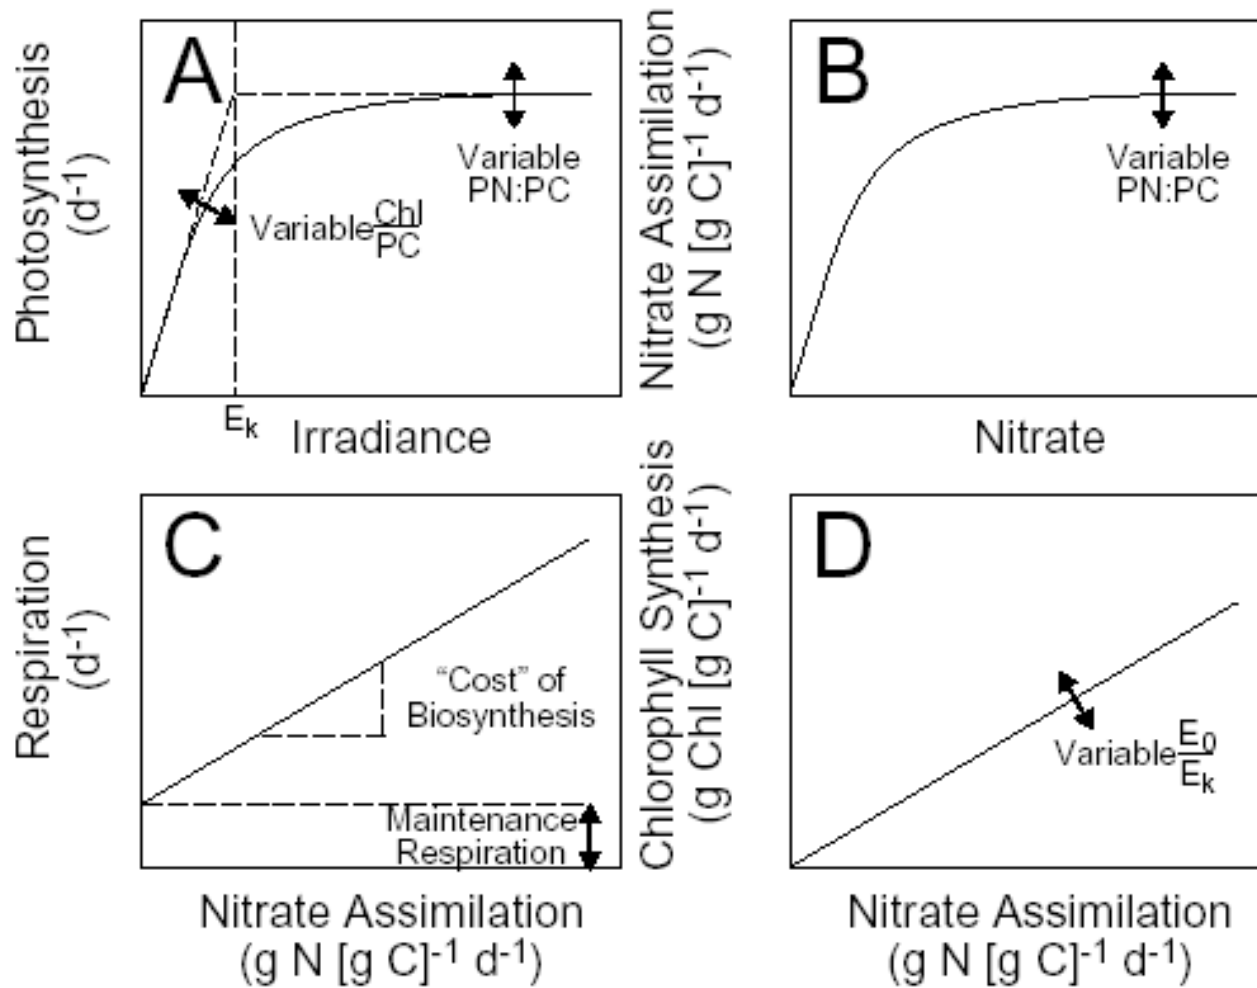 Photosynthesis
(d-1)
A
Variable
PN:PC
Variable Chl
PC
Ek
Irradiance
Nitrate Assimilation
(g N [g C]-1 d-1)
B
Variable
PN:PC
Nitrate
Respiration
(d-1)
C
“Cost” of
Biosynthesis
Maintenance
Respiration
Nitrate Assimilation
(g N [g C]-1 d-1)
Chlorophyll Synthesis
(g Chl [g C]-1 d-1)
D
Variable E0
Ek
Nitrate Assimilation
(g N [g C]-1 d-1)